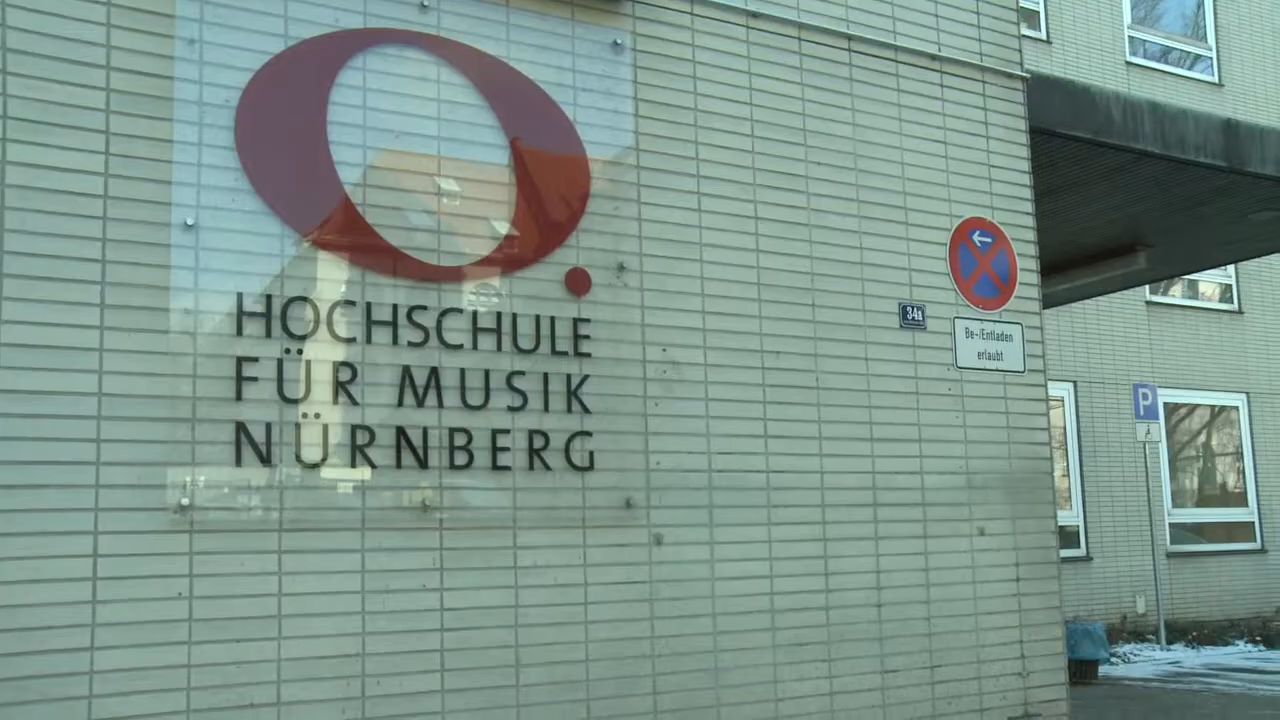 HOCHSCHULE
FÜR MUSIK
NÜRNBERG
34a
Be-/Entladen
erlaubt
P